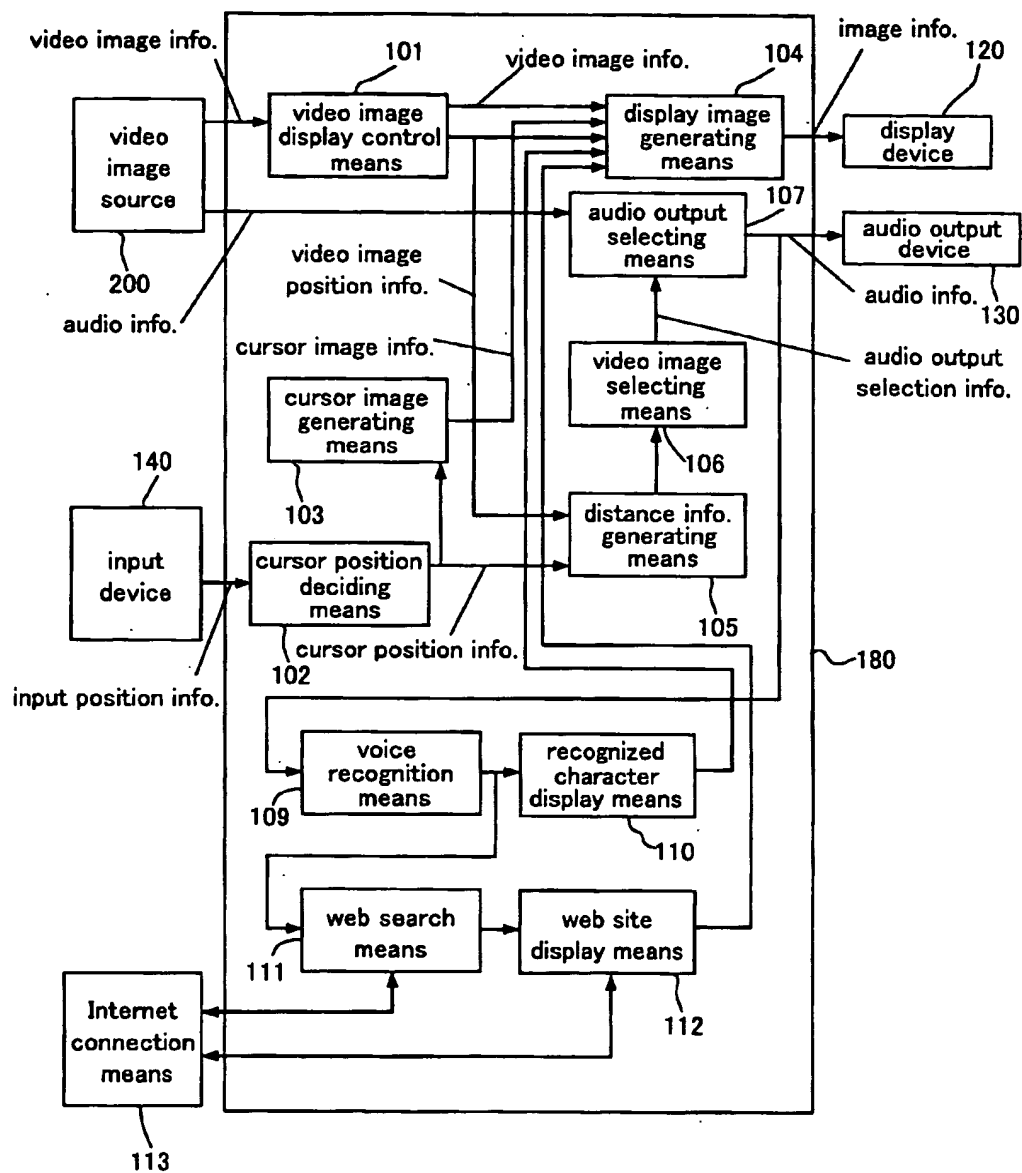 video image info.
101
video image info.
104
image info.
120
video
image
source
video image
display control
means
display image
generating
means
display
device
107
audio output
selecting
means
audio output
device
200
video image
position info.
130
audio info.
audio info.
cursor image info.
video image
selecting
means
audio output
selection info.
cursor image
generating
means
106
140
103
distance info.
generating
means
input
device
cursor position
deciding
means
105
102
cursor position info.
180
input position info.
voice
recognition
means
recognized
character
display means
109
110
web search
means
web site
display means
111
112
Internet
connection
means
113